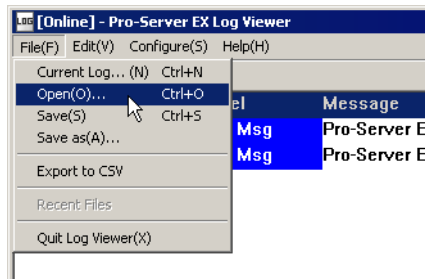 LOG [Online] - Pro-Server EX Log Viewer
File(F) Edit(V) Configure(S) Help(H)
Current Log... (N) Ctrl+N
Open(O)... Ctrl+O
Save(S) Ctrl+S
Save as(A)...
Export to CSV
Recent Files
Quit Log Viewer(X)
el Message
Msg Pro-Server E
Msg Pro-Server E